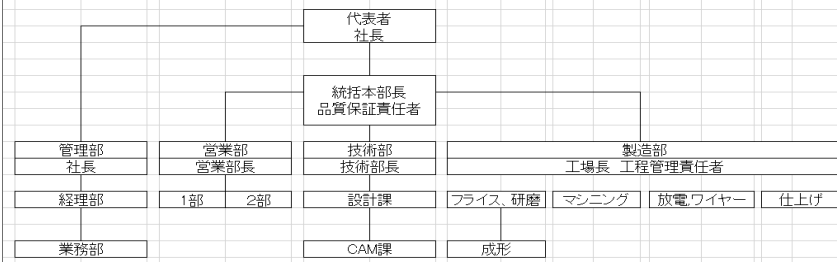 代表者
社長
統括本部長
品質保証責任者
管理部
社長
営業部
営業部長
技術部
技術部長
製造部
工場長 工程管理責任者
経理部
1部
2部
設計課
フライス、研磨
マシニング
放電,ワイヤー
仕上げ
業務部
CAM課
成形